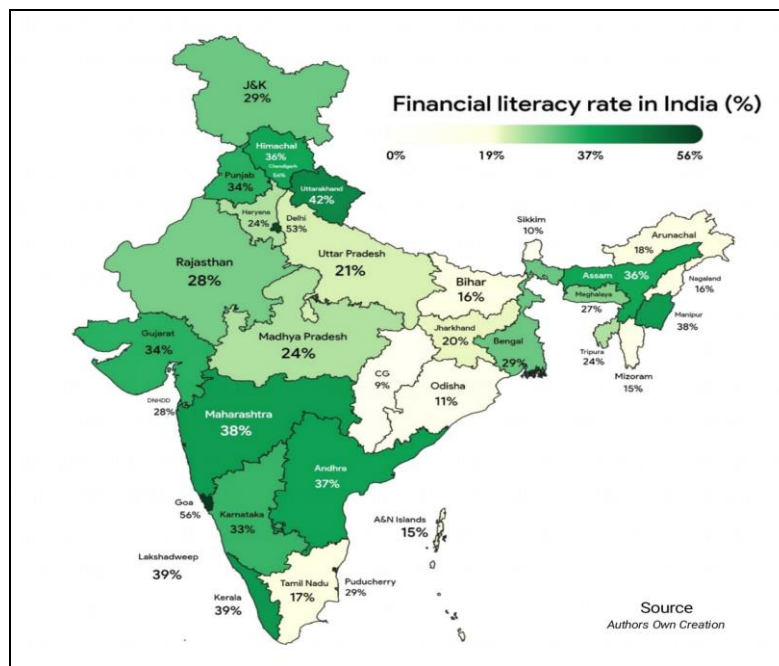 J&K
29%
Financial literacy rate in India (%)
0% 19% 37% 56%
Himachal
36%
Chandigarh
Punjab
34%
Uttarakhand
42%
Haryana
24%
Delhi
53%
Sikkim
10%
Arunachal
18%
Rajasthan
28%
Uttar Pradesh
21%
Bihar
16%
Assam 36%
Nagaland
16%
Meghalaya
27%
Manipur
38%
Gujarat
34%
Madhya Pradesh
24%
Jharkhand
20%
Bengal
29%
Tripura
24%
Mizoram
15%
CG
9%
Odisha
11%
DNHDD
28%
Maharashtra
38%
Andhra
37%
Goa
56%
Karnataka
33%
A&N Islands
15%
Lakshadweep
39%
Kerala
39%
Tamil Nadu
17%
Puducherry
29%
Source
Authors Own Creation